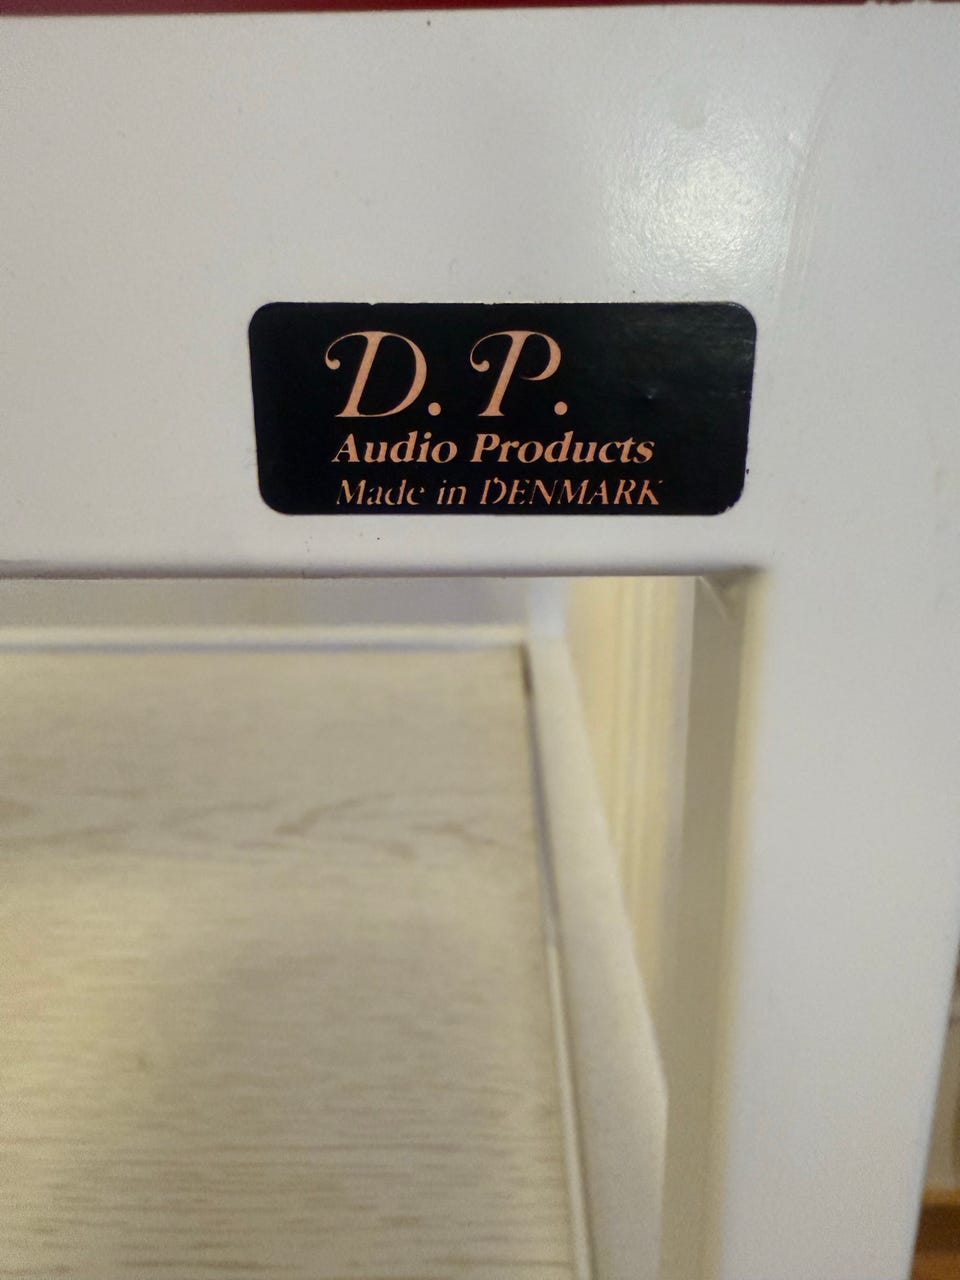 D. P.
Audio Products
Made in DENMARK